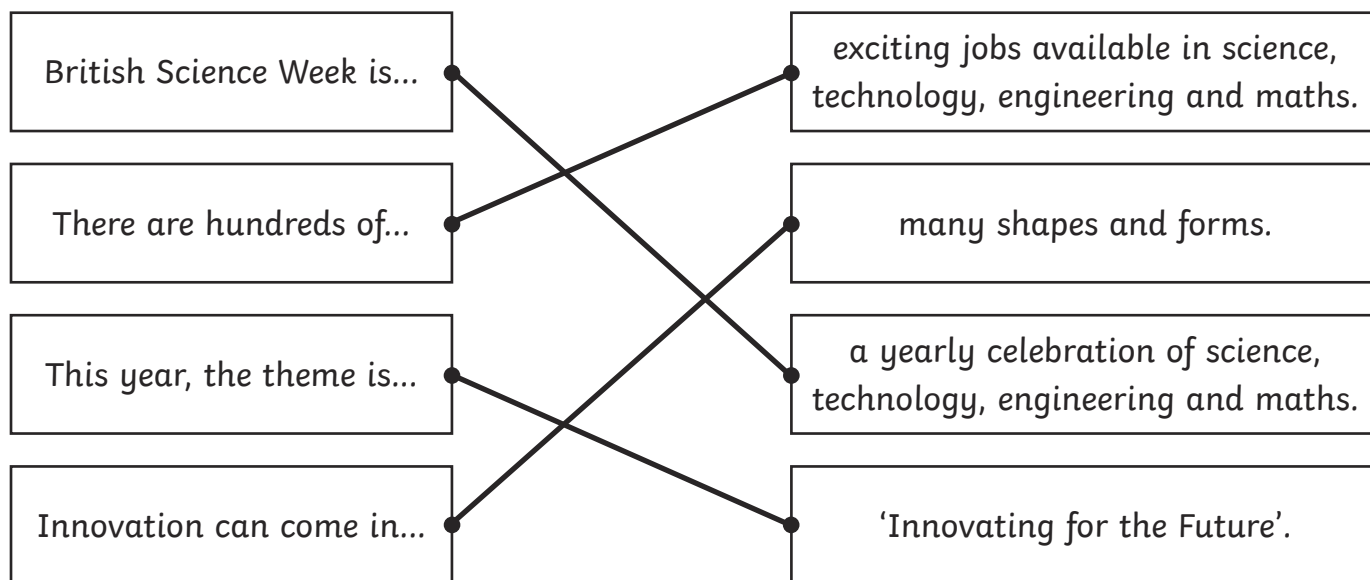 British Science Week is...
exciting jobs available in science,
technology, engineering and maths.
There are hundreds of...
many shapes and forms.
This year, the theme is...
a yearly celebration of science,
technology, engineering and maths.
Innovation can come in...
‘Innovating for the Future’.